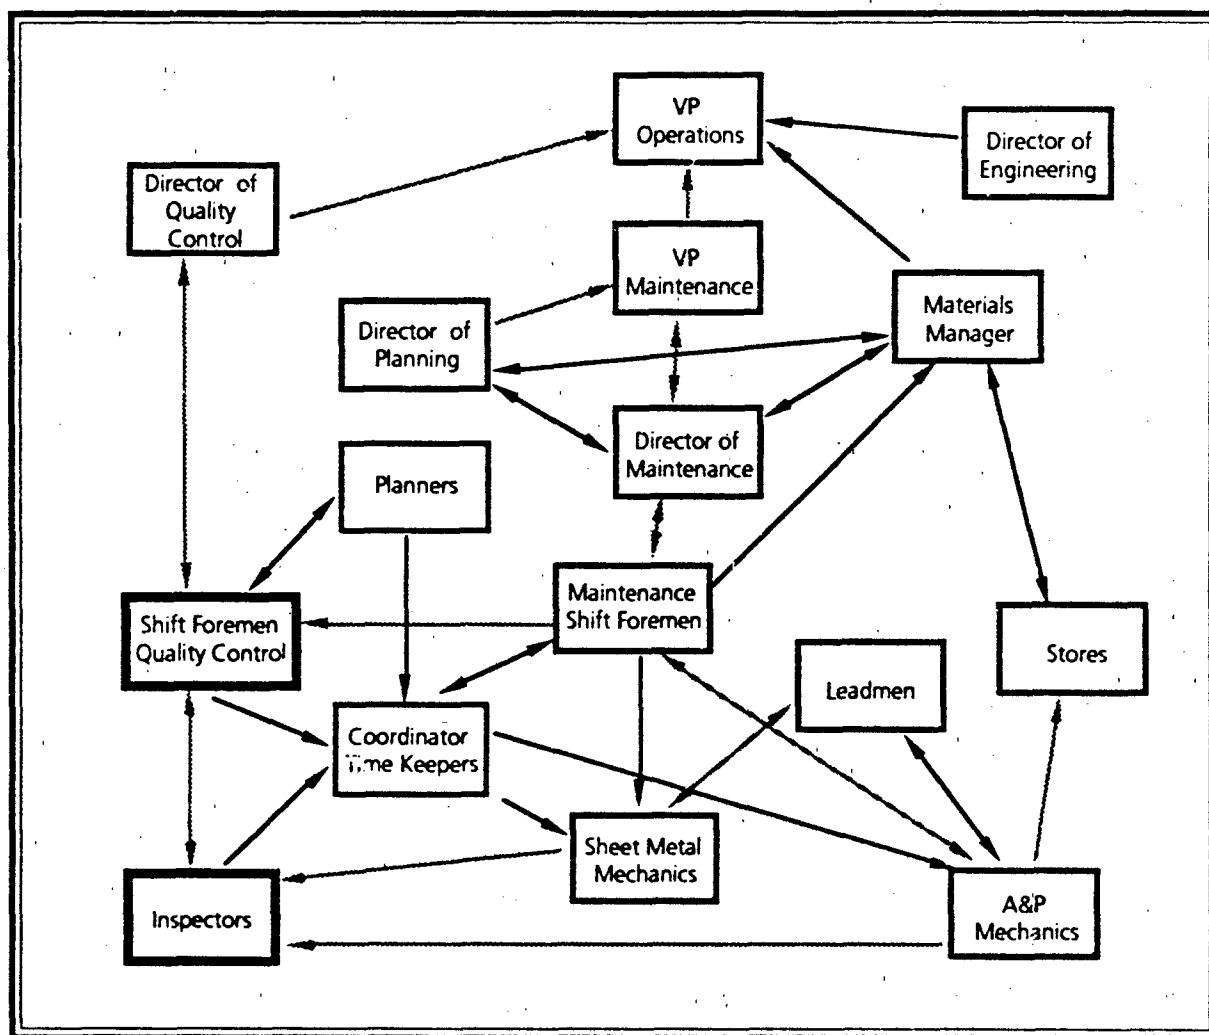 VP
Operations
Director of
Engineering
Director of
Quality
Control
VP
Maintenance
Materials
Manager
Director of
Planning
Director of
Maintenance
Planners
Maintenance
Shift Foremen
Shift Foremen
Quality Control
Stores
Leadmen
Coordinator
Time Keepers
Sheet Metal
Mechanics
Inspectors
A&P
Mechanics